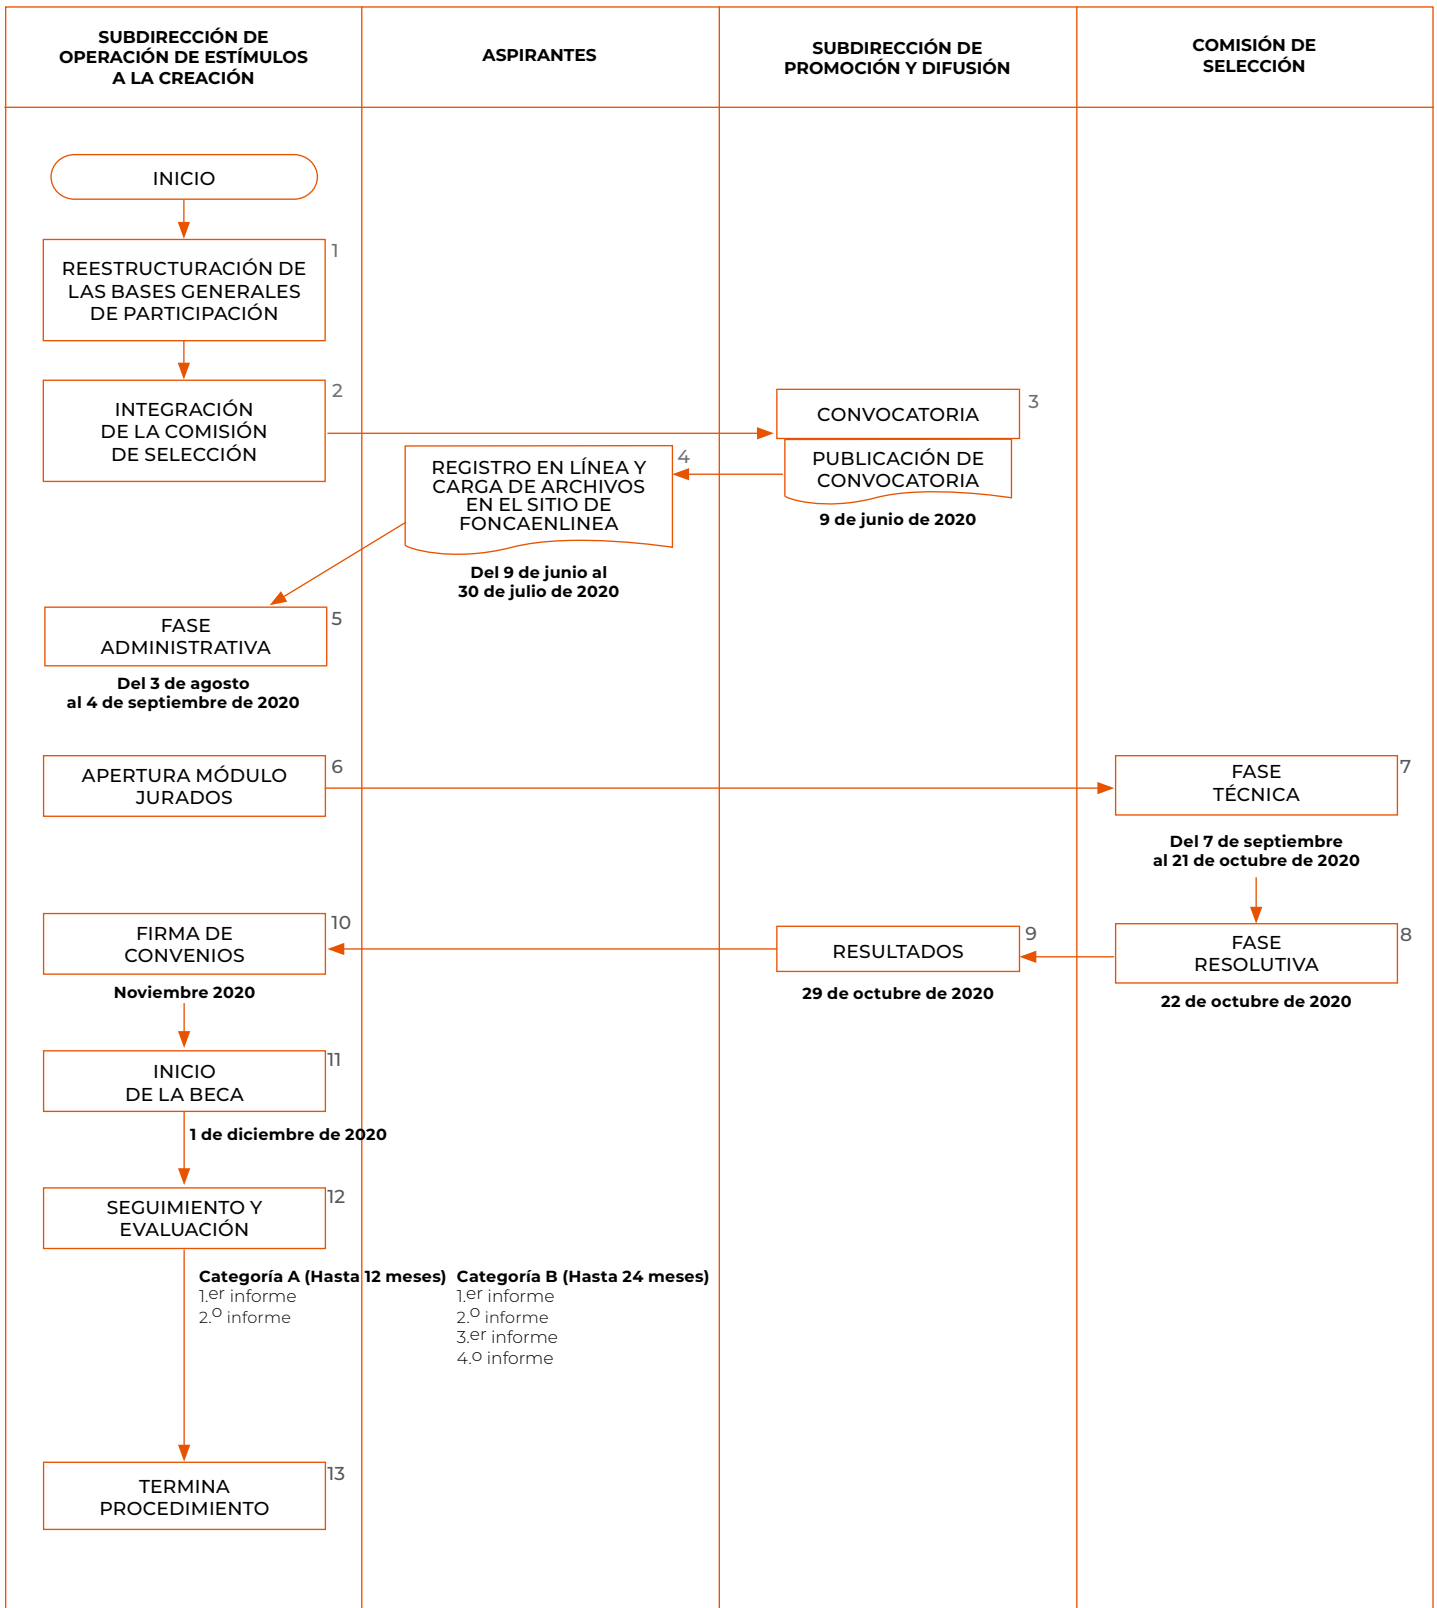 SUBDIRECCIÓN DE
OPERACIÓN DE ESTÍMULOS
A LA CREACIÓN
ASPIRANTES
SUBDIRECCIÓN DE
PROMOCIÓN Y DIFUSIÓN
COMISIÓN DE
SELECCIÓN
INICIO
1
REESTRUCTURACIÓN DE
LAS BASES GENERALES
DE PARTICIPACIÓN
2
INTEGRACIÓN
DE LA COMISIÓN
DE SELECCIÓN
3
CONVOCATORIA
PUBLICACIÓN DE
CONVOCATORIA
9 de junio de 2020
4
REGISTRO EN LÍNEA Y
CARGA DE ARCHIVOS
EN EL SITIO DE
FONCAENLINEA
Del 9 de junio al
30 de julio de 2020
5
FASE
ADMINISTRATIVA
Del 3 de agosto
al 4 de septiembre de 2020
6
APERTURA MÓDULO
JURADOS
7
FASE
TÉCNICA
Del 7 de septiembre
al 21 de octubre de 2020
8
FASE
RESOLUTIVA
22 de octubre de 2020
9
RESULTADOS
29 de octubre de 2020
10
FIRMA DE
CONVENIOS
Noviembre 2020
11
INICIO
DE LA BECA
1 de diciembre de 2020
12
SEGUIMIENTO Y
EVALUACIÓN
Categoría A (Hasta 12 meses)
1.er informe
2.o informe
Categoría B (Hasta 24 meses)
1.er informe
2.o informe
3.er informe
4.o informe
13
TERMINA
PROCEDIMIENTO